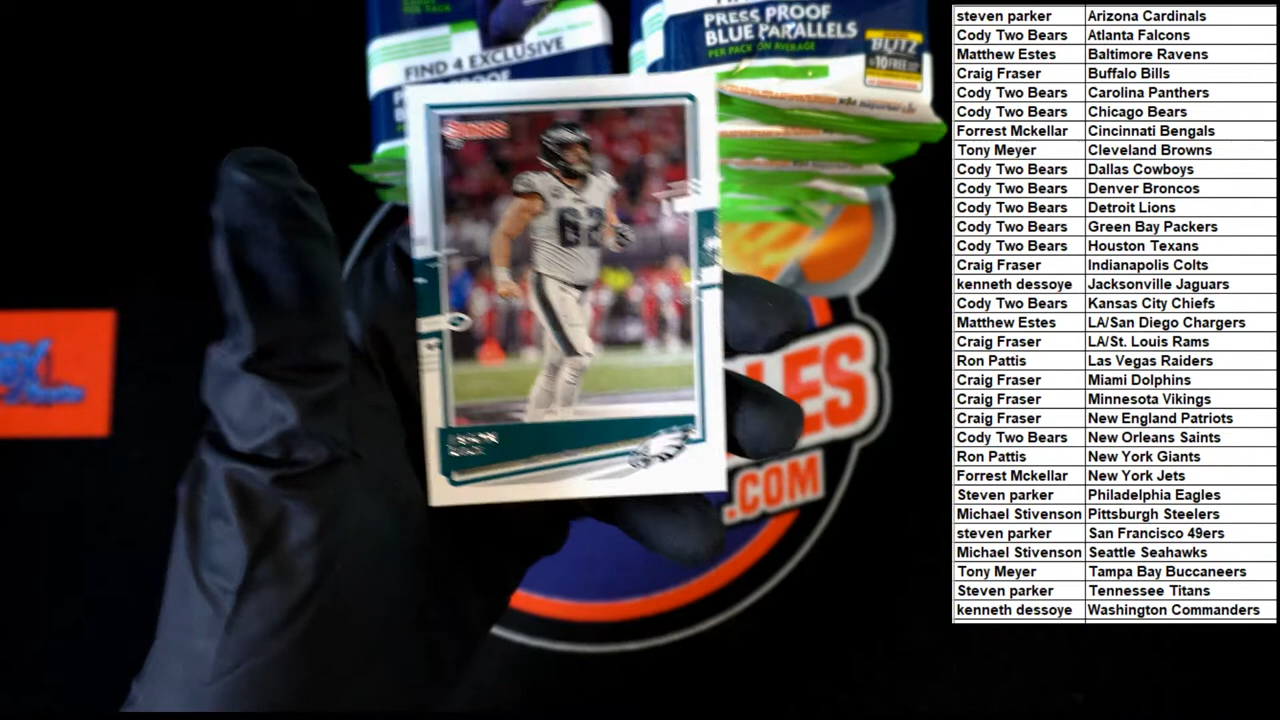 PER PACK
FIND 4 EXCLUSIVE
PRESS PROOF
BLUE PARALLELS
PER PACK ON AVERAGE
BLITZ
$10 FREE
62
LES
.COM
steven parker Arizona Cardinals
Cody Two Bears Atlanta Falcons
Matthew Estes Baltimore Ravens
Craig Fraser Buffalo Bills
Cody Two Bears Carolina Panthers
Cody Two Bears Chicago Bears
Forrest Mckellar Cincinnati Bengals
Tony Meyer Cleveland Browns
Cody Two Bears Dallas Cowboys
Cody Two Bears Denver Broncos
Cody Two Bears Detroit Lions
Cody Two Bears Green Bay Packers
Cody Two Bears Houston Texans
Craig Fraser Indianapolis Colts
kenneth dessoye Jacksonville Jaguars
Cody Two Bears Kansas City Chiefs
Matthew Estes LA/San Diego Chargers
Craig Fraser LA/St. Louis Rams
Ron Pattis Las Vegas Raiders
Craig Fraser Miami Dolphins
Craig Fraser Minnesota Vikings
Craig Fraser New England Patriots
Cody Two Bears New Orleans Saints
Ron Pattis New York Giants
Forrest Mckellar New York Jets
Steven parker Philadelphia Eagles
Michael Stivenson Pittsburgh Steelers
steven parker San Francisco 49ers
Michael Stivenson Seattle Seahawks
Tony Meyer Tampa Bay Buccaneers
Steven parker Tennessee Titans
kenneth dessoye Washington Commanders